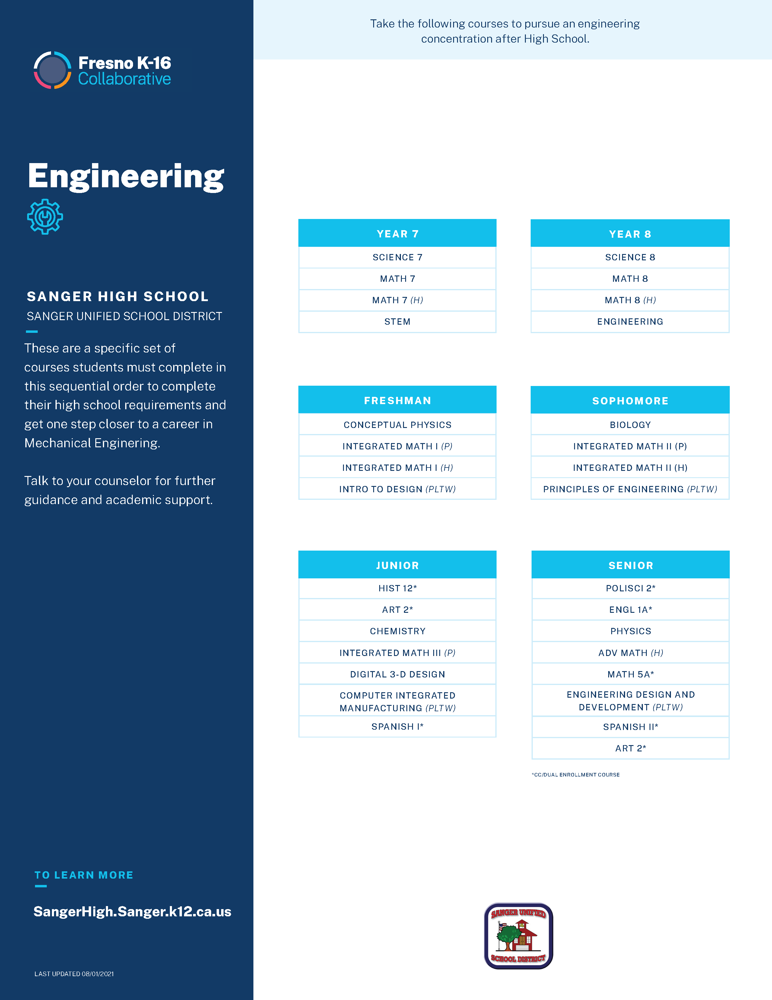 Take the following courses to pursue an engineering
concentration after High School.
Fresno K-16
Collaborative
Engineering
SANGER HIGH SCHOOL
SANGER UNIFIED SCHOOL DISTRICT
These are a specific set of
courses students must complete in
this sequential order to complete
their high school requirements and
get one step closer to a career in
Mechanical Enginering.
Talk to your counselor for further
guidance and academic support.
YEAR 7
SCIENCE 7
MATH 7
MATH 7 (H)
STEM
YEAR 8
SCIENCE 8
MATH 8
MATH 8 (H)
ENGINEERING
FRESHMAN
CONCEPTUAL PHYSICS
INTEGRATED MATH I (P)
INTEGRATED MATH I (H)
INTRO TO DESIGN (PLTW)
SOPHOMORE
BIOLOGY
INTEGRATED MATH II (P)
INTEGRATED MATH II (H)
PRINCIPLES OF ENGINEERING (PLTW)
JUNIOR
HIST 12*
ART 2*
CHEMISTRY
INTEGRATED MATH III (P)
DIGITAL 3-D DESIGN
COMPUTER INTEGRATED
MANUFACTURING (PLTW)
SPANISH I*
SENIOR
POLISCI 2*
ENGL 1A*
PHYSICS
ADV MATH (H)
MATH 5A*
ENGINEERING DESIGN AND
DEVELOPMENT (PLTW)
SPANISH II*
ART 2*
*CC/DUAL ENROLLMENT COURSE
TO LEARN MORE
SangerHigh.Sanger.k12.ca.us
LAST UPDATED 08/01/2021
SANGER UNIFIED
SCHOOL DISTRICT